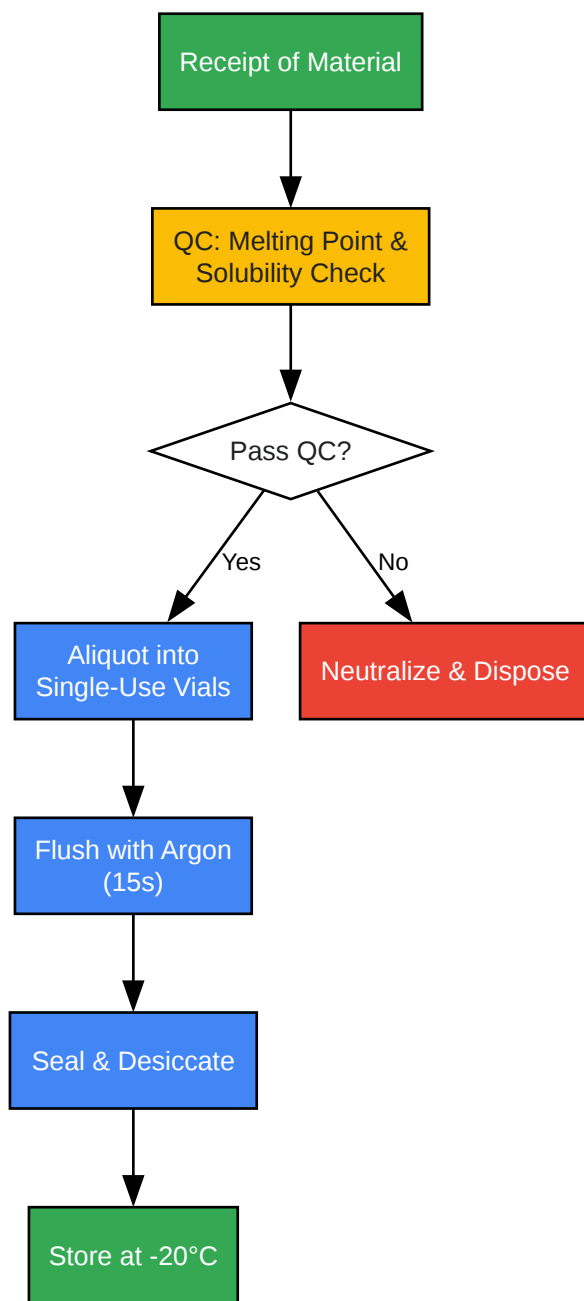 Receipt of Material
QC: Melting Point &
Solubility Check
Pass QC?
Yes
No
Aliquot into
Single-Use Vials
Neutralize & Dispose
Flush with Argon
(15s)
Seal & Desiccate
Store at -20°C